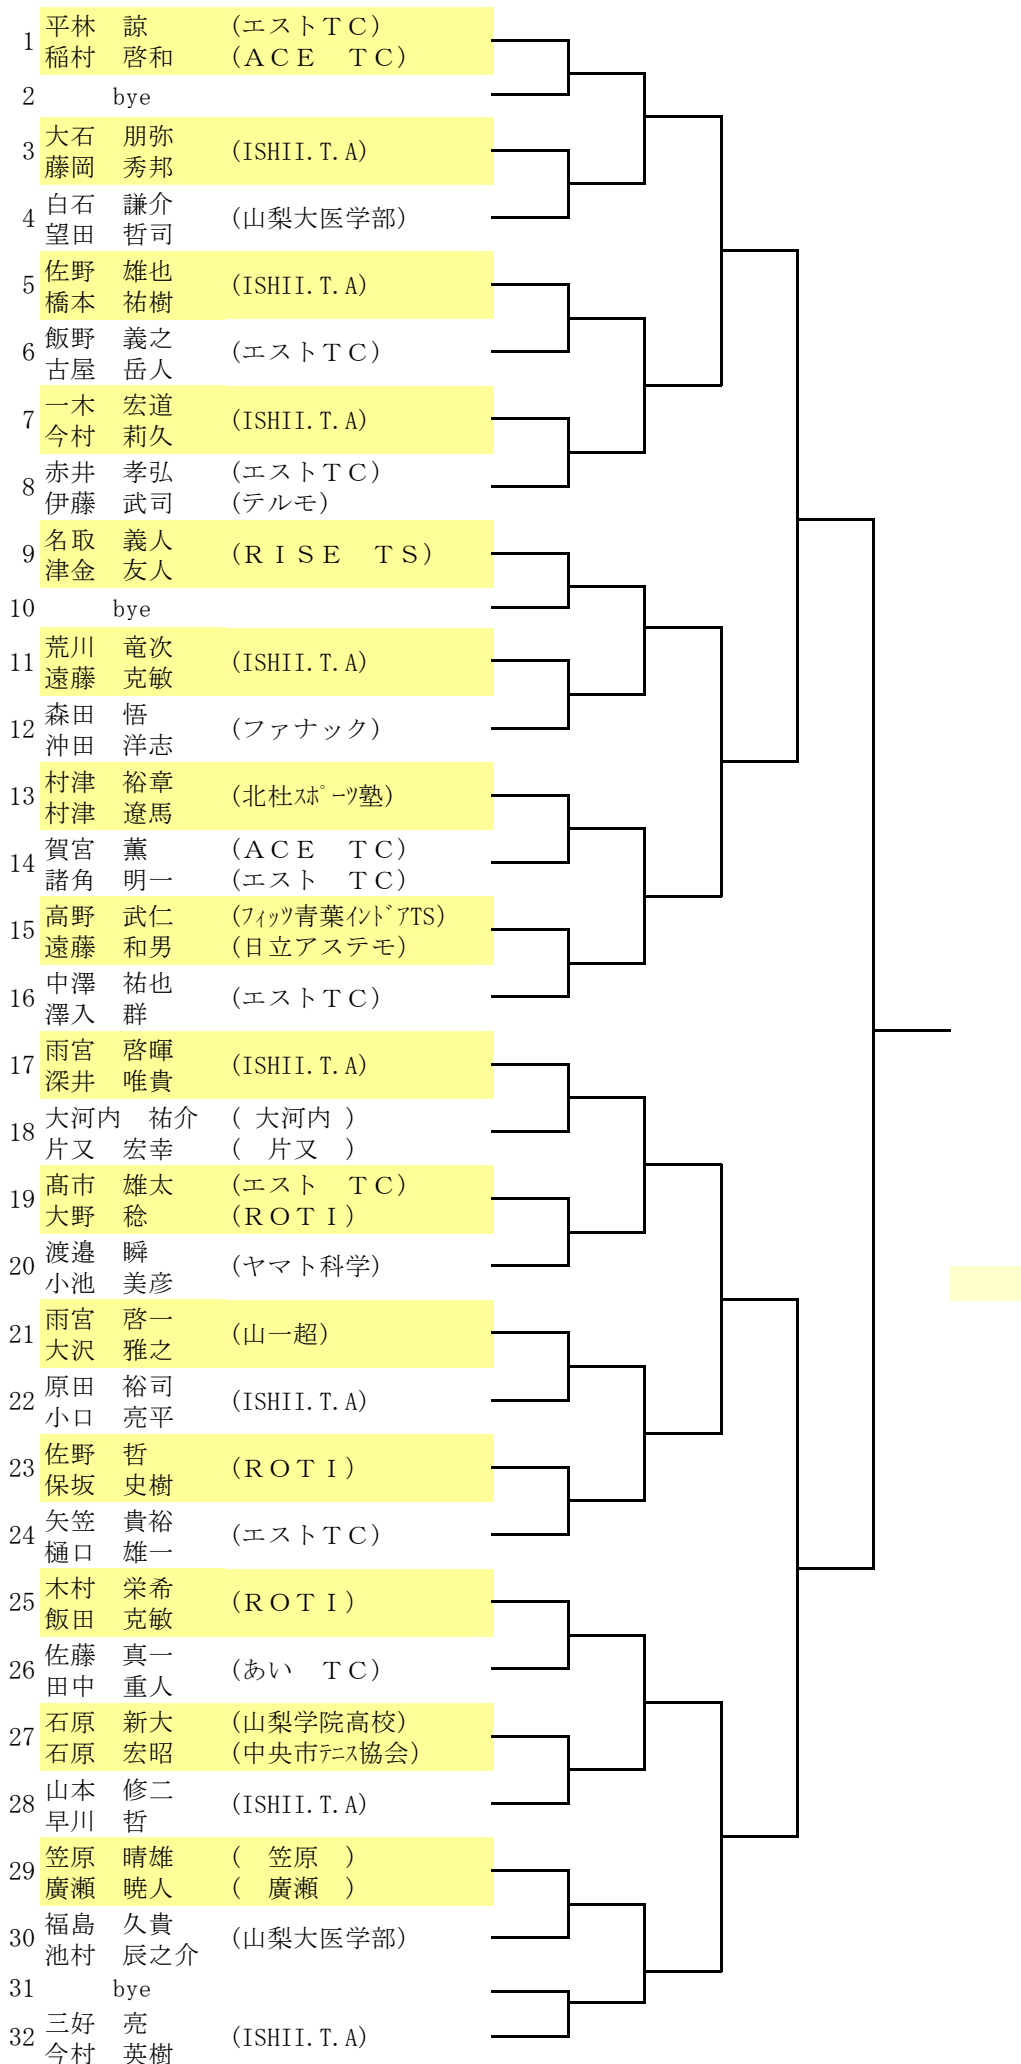 1 平林　諒 (エストＴＣ)
稲村　啓和 (ＡＣＥ　ＴＣ)
2 bye
3 大石　朋弥 (ISHII.T.A)
藤岡　秀邦
4 白石　謙介 (山梨大医学部)
望田　哲司
5 佐野　雄也 (ISHII.T.A)
橋本　祐樹
6 飯野　義之 (エストＴＣ)
古屋　岳人
7 一木　宏道 (ISHII.T.A)
今村　莉久
8 赤井　孝弘 (エストＴＣ)
伊藤　武司 (テルモ)
9 名取　義人 (ＲＩＳＥ　ＴＳ)
津金　友人
10 bye
11 荒川　竜次 (ISHII.T.A)
遠藤　克敏
12 森田　悟 (ファナック)
沖田　洋志
13 村津　裕章 (北杜ｽﾎﾟｰﾂ塾)
村津　遼馬
14 賀宮　薫 (ＡＣＥ　ＴＣ)
諸角　明一 (エスト　ＴＣ)
15 高野　武仁 (ﾌｨｯﾂ青葉ｲﾝﾄﾞｱTS)
遠藤　和男 (日立アステモ)
16 中澤　祐也 (エストＴＣ)
澤入　群
17 雨宮　啓暉 (ISHII.T.A)
深井　唯貴
18 大河内　祐介 ( 大河内 )
片又　宏幸 (　片又　)
19 髙市　雄太 (エスト　ＴＣ)
大野　稔 (ＲＯＴＩ)
20 渡邉　瞬 (ヤマト科学)
小池　美彦
21 雨宮　啓一 (山一超)
大沢　雅之
22 原田　裕司 (ISHII.T.A)
小口　亮平
23 佐野　哲 (ＲＯＴＩ)
保坂　史樹
24 矢笠　貴裕 (エストＴＣ)
樋口　雄一
25 木村　栄希 (ＲＯＴＩ)
飯田　克敏
26 佐藤　真一 (あい　ＴＣ)
田中　重人
27 石原　新大 (山梨学院高校)
石原　宏昭 (中央市ﾃﾆｽ協会)
28 山本　修二 (ISHII.T.A)
早川　哲
29 笠原　晴雄 (　笠原　)
廣瀬　暁人 (　廣瀬　)
30 福島　久貴 (山梨大医学部)
池村　辰之介
31 bye
32 三好　亮 (ISHII.T.A)
今村　英樹